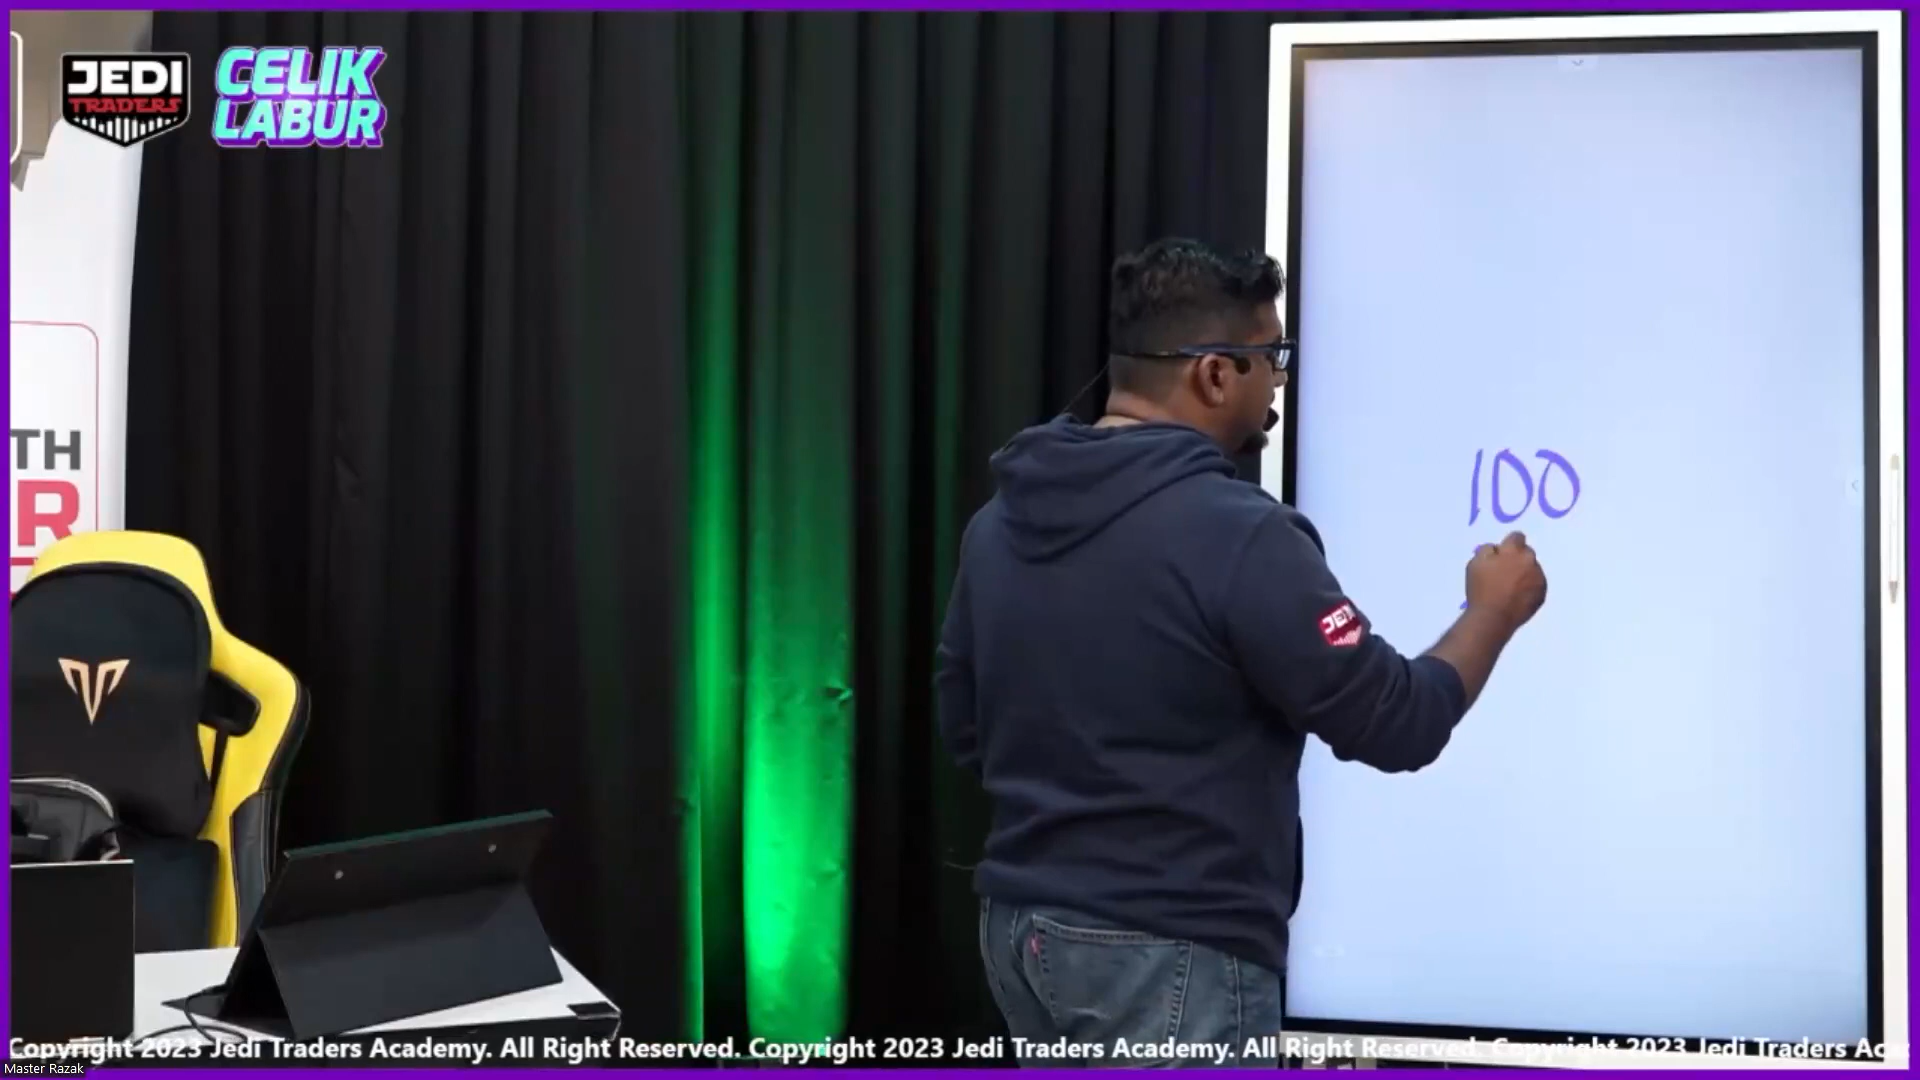 JEDI
TRADERS
CELIK
LABUR
TH
R
100
JEDI
Copyright 2023 Jedi Traders Academy. All Right Reserved. Copyright 2023 Jedi Traders Academy. All Right Reserved. Copyright 2023 Jedi Traders Aca
Master Razak